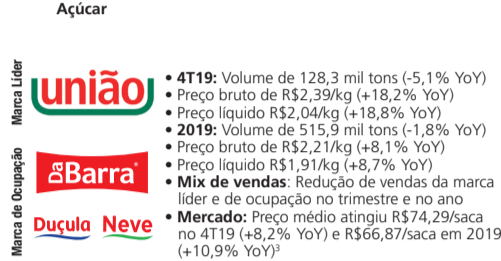 Açúcar
Marca Líder
união
Marca de Ocupação
Da Barra
Duçula Neve
• 4T19: Volume de 128,3 mil tons (-5,1% YoY)
• Preço bruto de R$2,39/kg (+18,2% YoY)
• Preço líquido R$2,04/kg (+18,8% YoY)
• 2019: Volume de 515,9 mil tons (-1,8% YoY)
• Preço bruto de R$2,21/kg (+8,1% YoY)
• Preço líquido R$1,91/kg (+8,7% YoY)
• Mix de vendas: Redução de vendas da marca
líder e de ocupação no trimestre e no ano
• Mercado: Preço médio atingiu R$74,29/saca
no 4T19 (+8,2% YoY) e R$66,87/saca em 2019
(+10,9% YoY)³